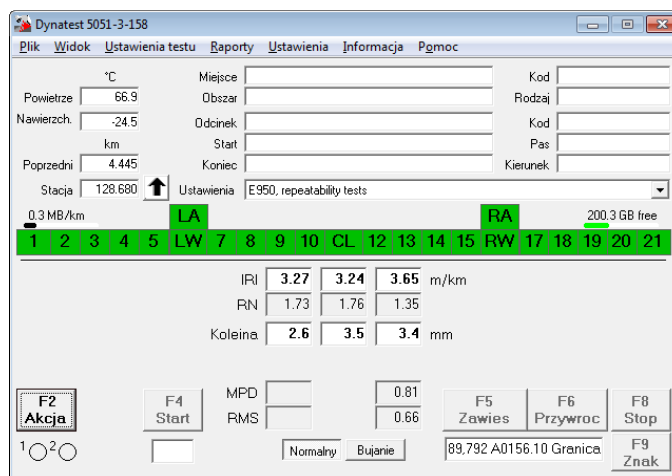 Dynatest 5051-3-158
Plik Widok Ustawienia testu Raporty Ustawienia Informacja Pomoc
°C Miejsce Kod
Powietrze 66.9 Obszar Rodzaj
Nawierzch. -24.5 Odcinek Kod
km Start Pas
Poprzedni 4.445 Koniec Kierunek
Stacja 128.680 Ustawienia E950, repeatability tests
0.3 MB/km LA RA 200.3 GB free
1 2 3 4 5 LW 7 8 9 10 CL 12 13 14 15 RW 17 18 19 20 21
IRI 3.27 3.24 3.65 m/km
RN 1.73 1.76 1.35
Koleina 2.6 3.5 3.4 mm
F2 Akcja F4 Start MPD 0.81 F5 Zawies F6 Przywroc F8 Stop
RMS 0.66
1 2 Normalny Bujanie 89,792 A0156.10 Granica F9 Znak